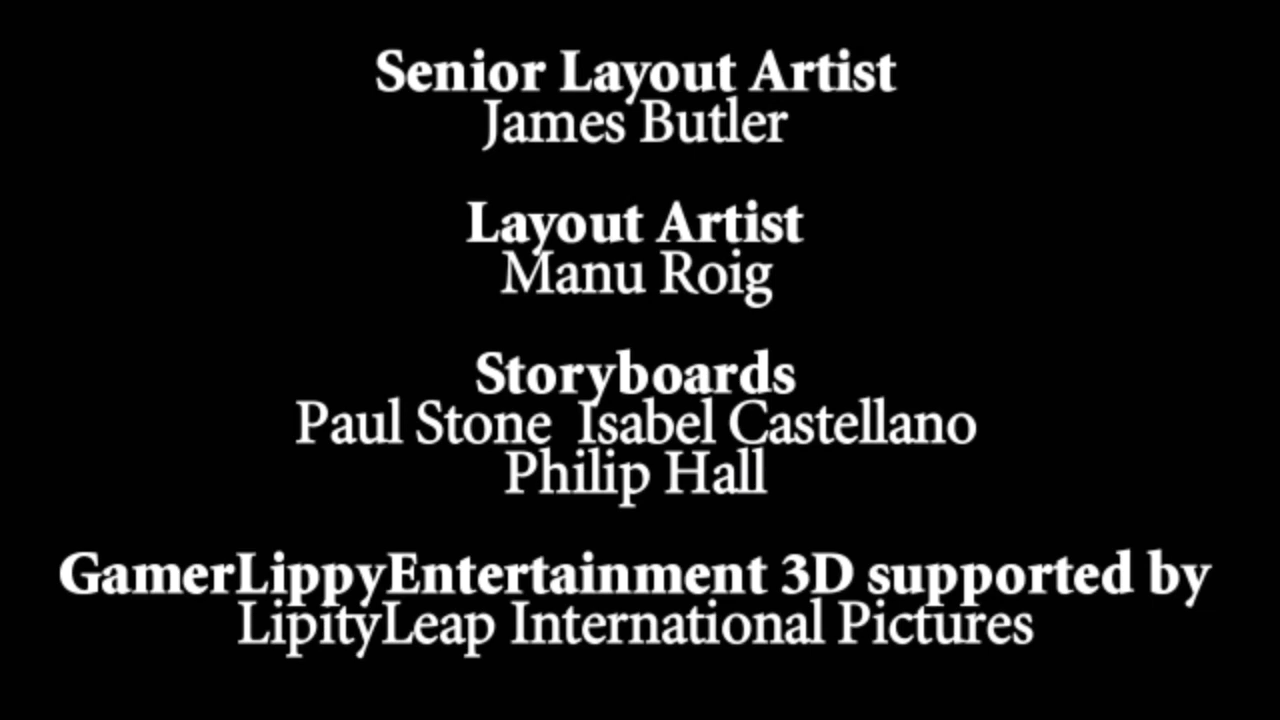 Senior Layout Artist
James Butler
Layout Artist
Manu Roig
Storyboards
Paul Stone  Isabel Castellano
Philip Hall
GamerLippyEntertainment 3D supported by
LipityLeap International Pictures